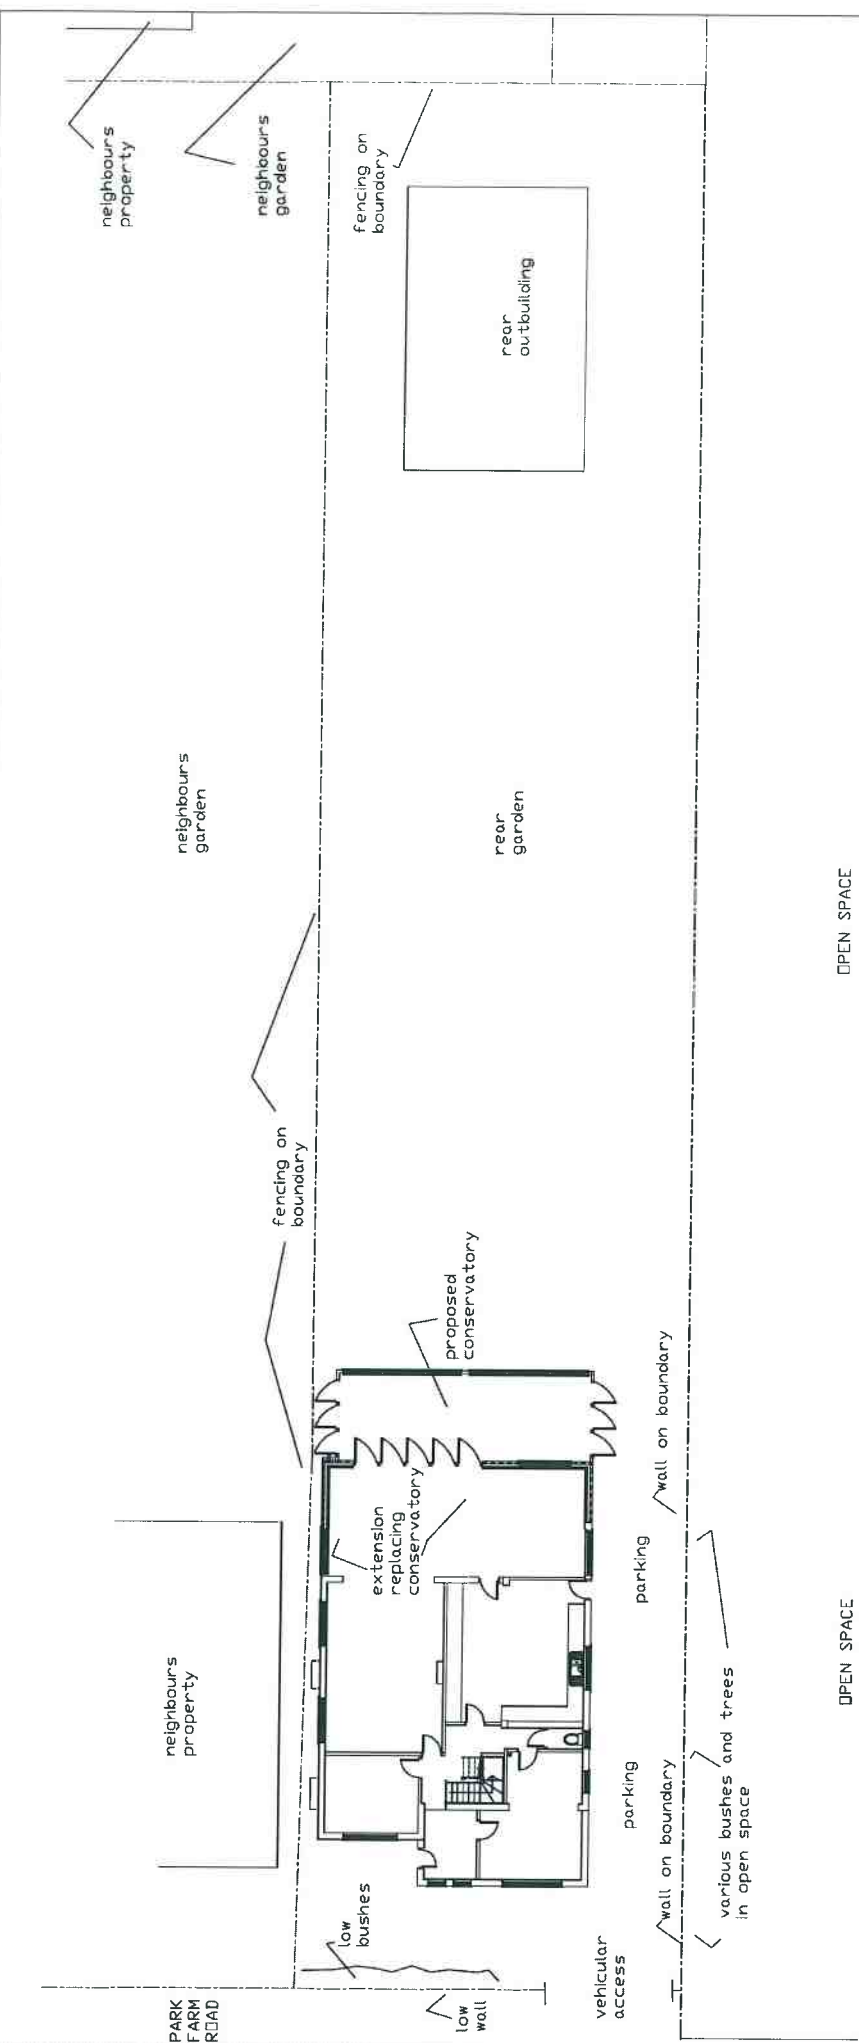 neighbours
property
neighbours
garden
fencing on
boundary
rear
outbuilding
neighbours
garden
rear
garden
OPEN SPACE
fencing on
boundary
proposed
conservatory
extension
replacing
conservatory
wall on boundary
parking
neighbours
property
parking
wall on boundary
various bushes and trees
in open space
OPEN SPACE
low
bushes
low
wall
vehicular
access
PARK
FARM
ROAD